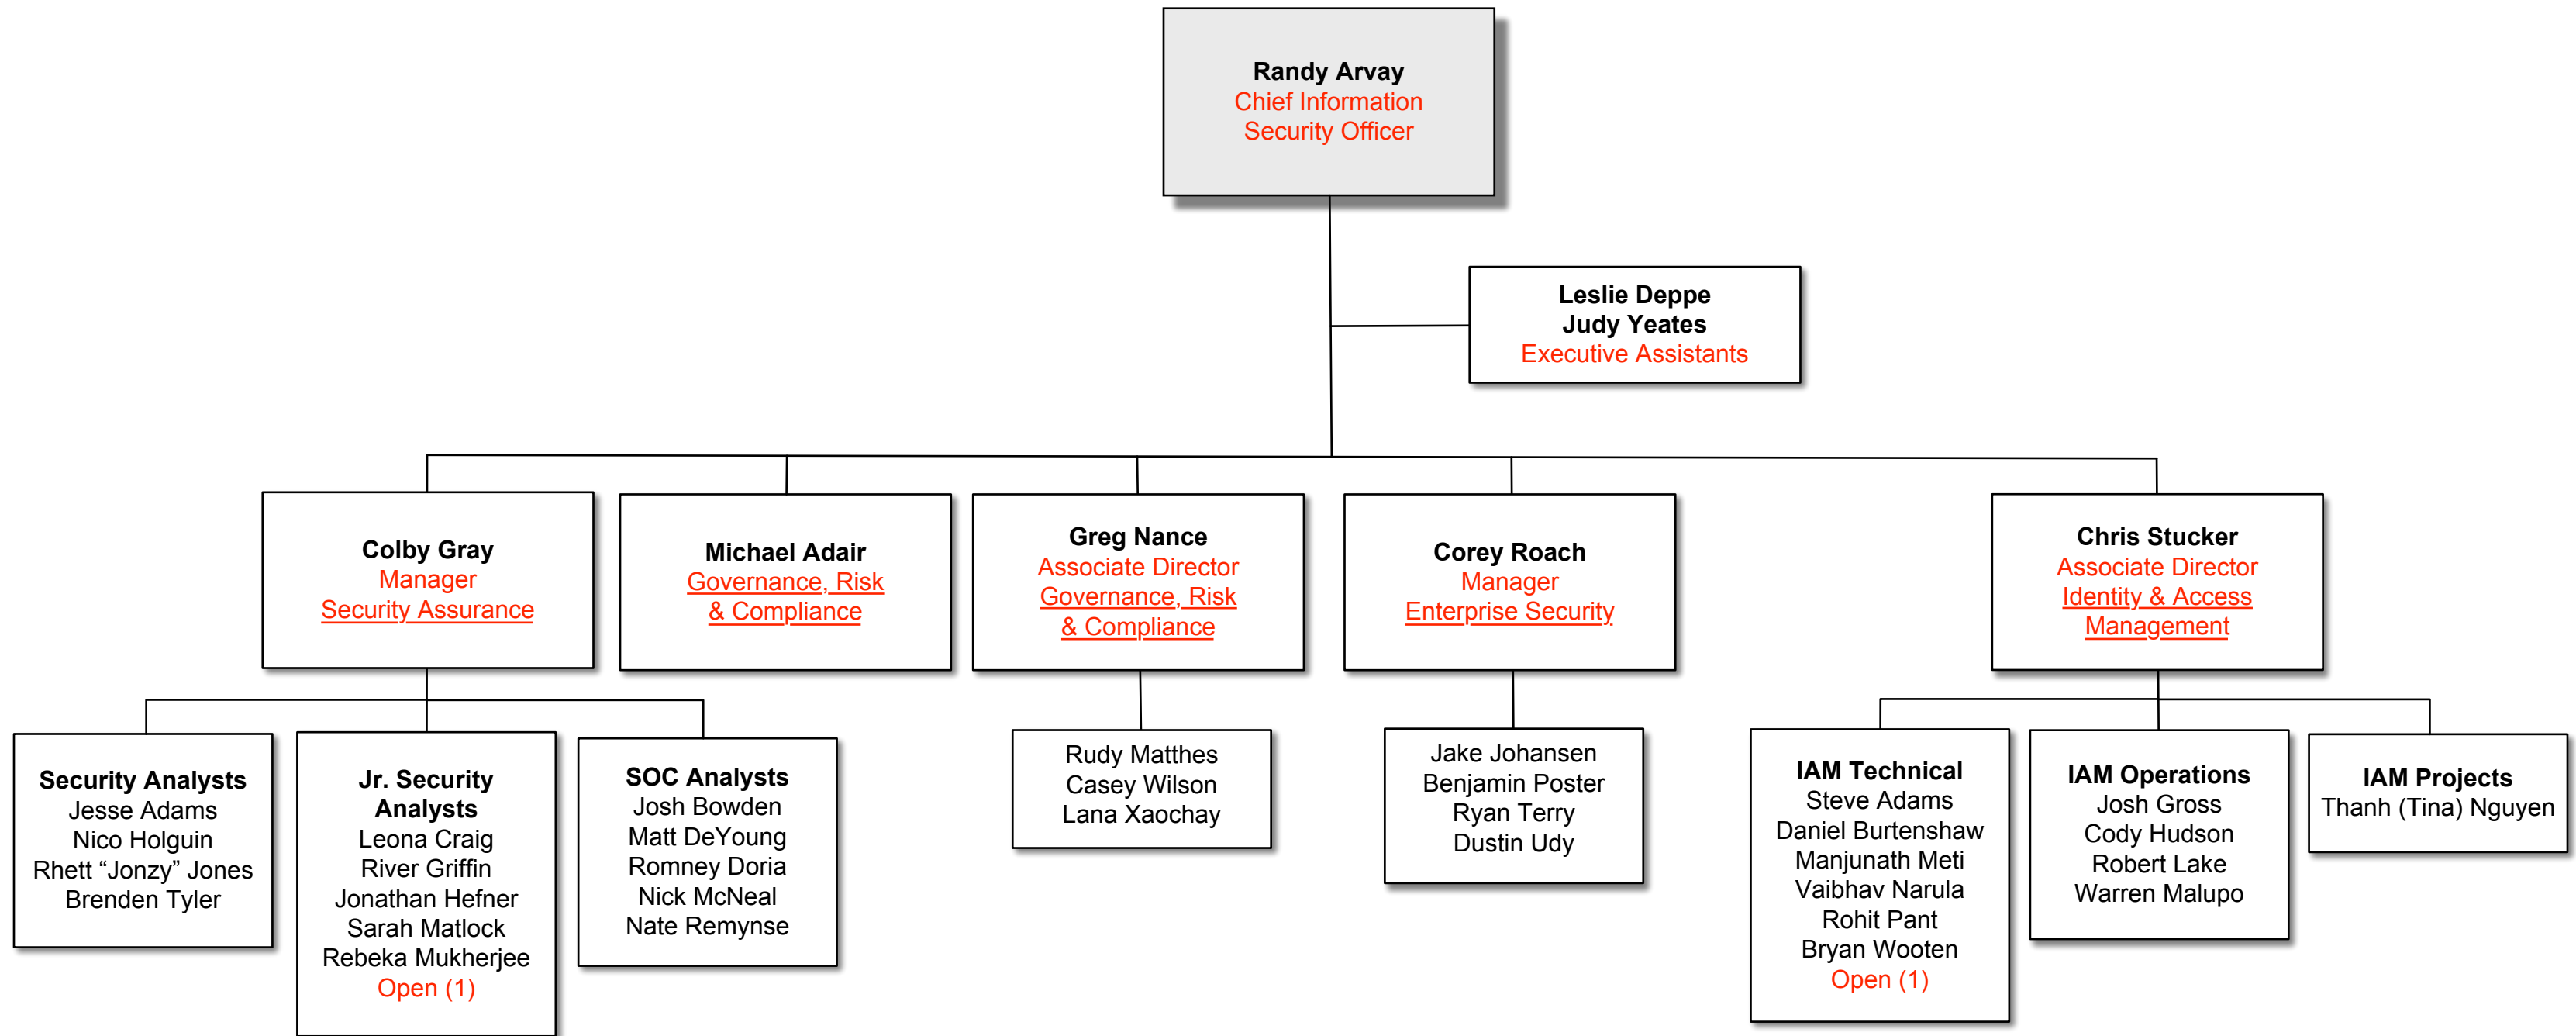 Randy Arvay
Chief Information
Security Officer
Leslie Deppe
Judy Yeates
Executive Assistants
Colby Gray
Manager
Security Assurance
Michael Adair
Governance, Risk
& Compliance
Greg Nance
Associate Director
Governance, Risk
& Compliance
Corey Roach
Manager
Enterprise Security
Chris Stucker
Associate Director
Identity & Access
Management
Security Analysts
Jesse Adams
Nico Holguin
Rhett “Jonzy” Jones
Brenden Tyler
Jr. Security
Analysts
Leona Craig
River Griffin
Jonathan Hefner
Sarah Matlock
Rebeka Mukherjee
Open (1)
SOC Analysts
Josh Bowden
Matt DeYoung
Romney Doria
Nick McNeal
Nate Remynse
Rudy Matthes
Casey Wilson
Lana Xaochay
Jake Johansen
Benjamin Poster
Ryan Terry
Dustin Udy
IAM Technical
Steve Adams
Daniel Burtenshaw
Manjunath Meti
Vaibhav Narula
Rohit Pant
Bryan Wooten
Open (1)
IAM Operations
Josh Gross
Cody Hudson
Robert Lake
Warren Malupo
IAM Projects
Thanh (Tina) Nguyen